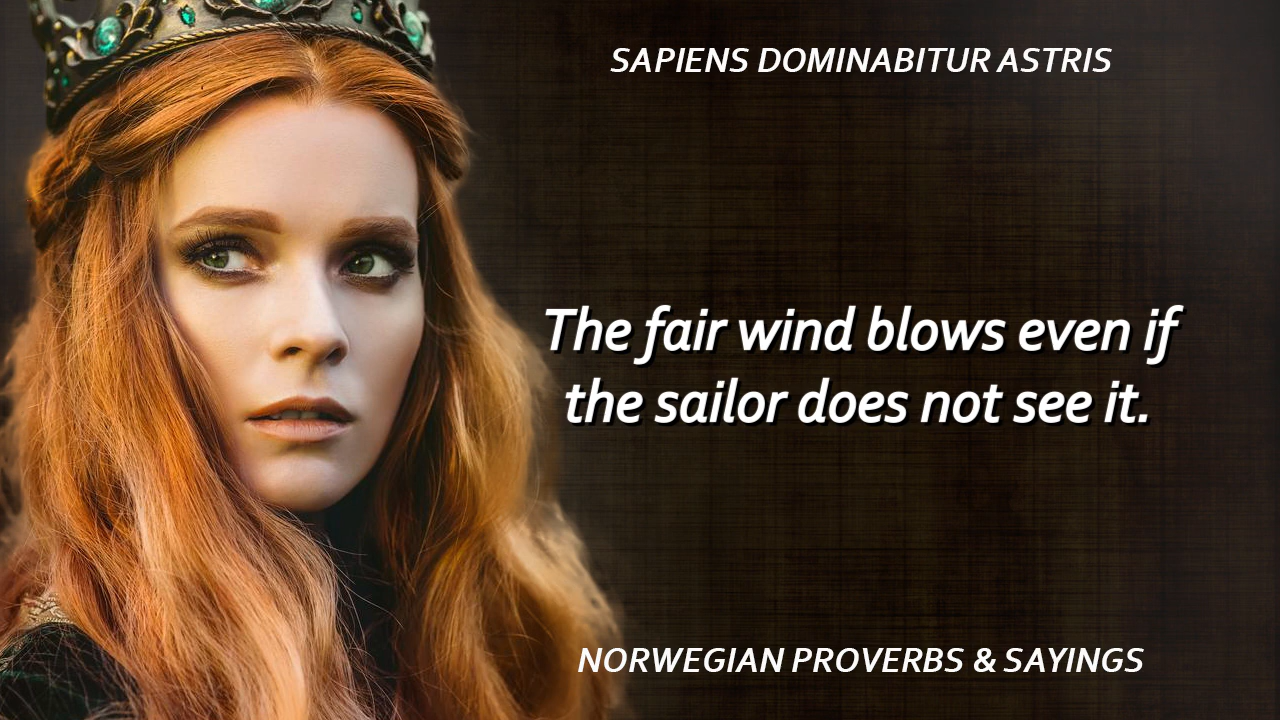 SAPIENS DOMINABITUR ASTRIS
The fair wind blows even if
the sailor does not see it.
NORWEGIAN PROVERBS & SAYINGS